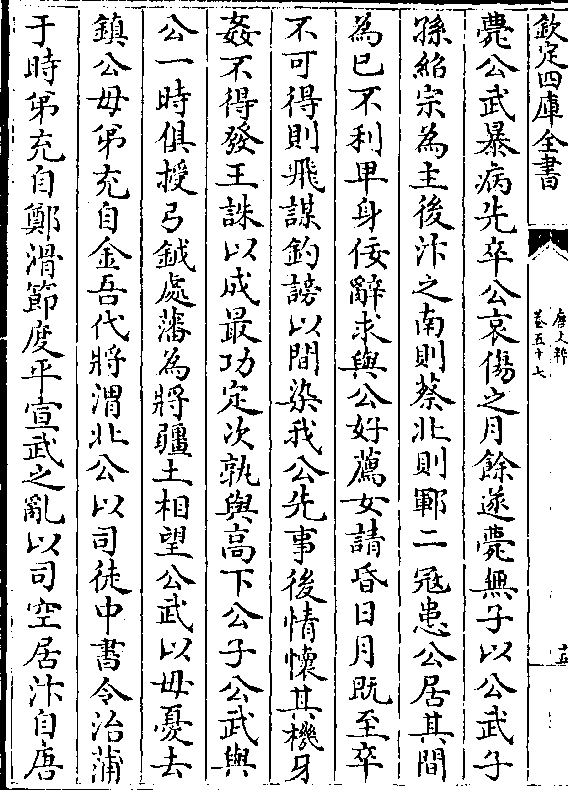 欽定四庫全書
唐文粹
卷五十七
十五
薨公武暴病先卒公哀傷之月餘遂薨無子以公武子
孫紹宗為主後汴之南則蔡北則鄆二冦患公居其間
為已不利卑身佞辭求與公好薦女請昏日月既至卒
不可得則飛謀釣謗以間染我公先事後情懷其機牙
姦不得發王誅以成最功定次孰與高下公子公武與
公一時俱授弓鉞處藩為將疆土相望公武以毋憂去
鎮公毋弟充自金吾代將渭北公以司徒中書令治蒲
于時弟充自鄭滑節度平宣武之亂以司空居汴自唐